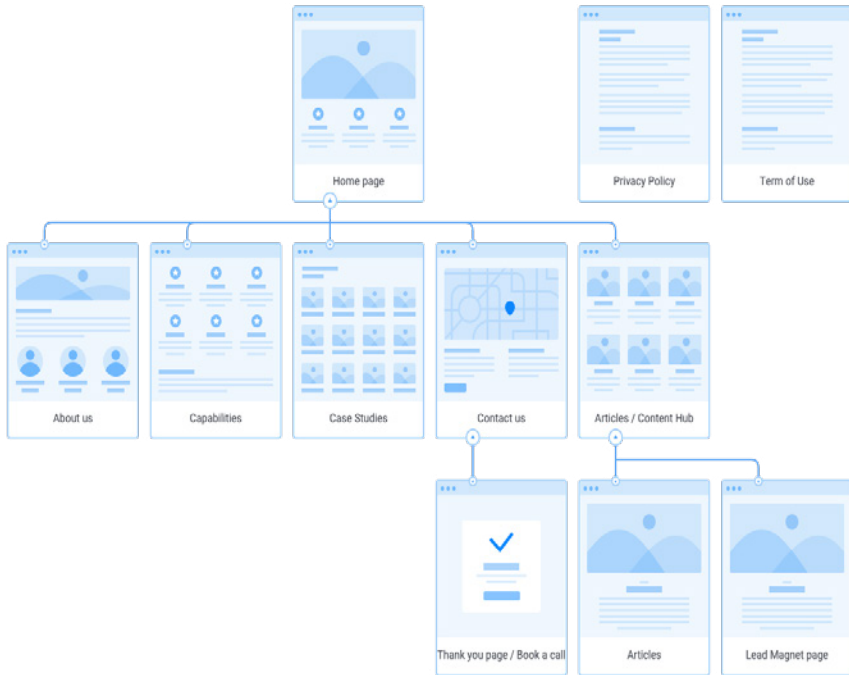 Home page
Privacy Policy
Term of Use
About us
Capabilities
Case Studies
Contact us
Articles / Content Hub
Thank you page / Book a call
Articles
Lead Magnet page